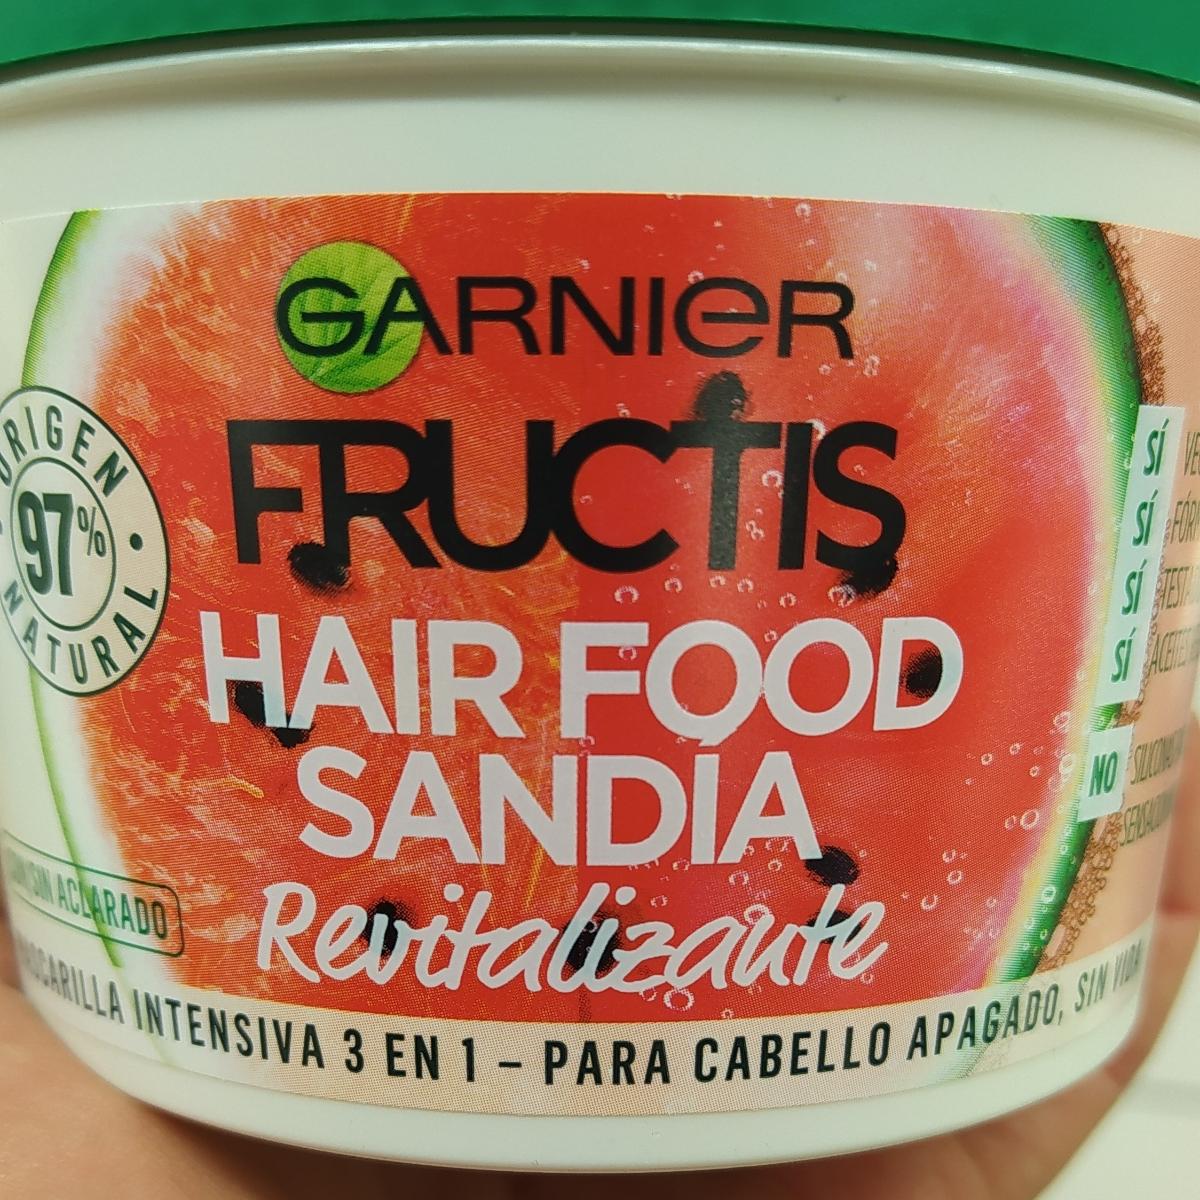 GARNIER
FRUCTIS
HAIR FOOD
SANDÍA
Revitalizante
ORIGEN
97%
NATURAL
SIN ACLARADO
INTENSIVA 3 EN 1 – PARA CABELLO APAGADO, SIN VIDA
SÍ
SÍ
SÍ
SÍ
NO